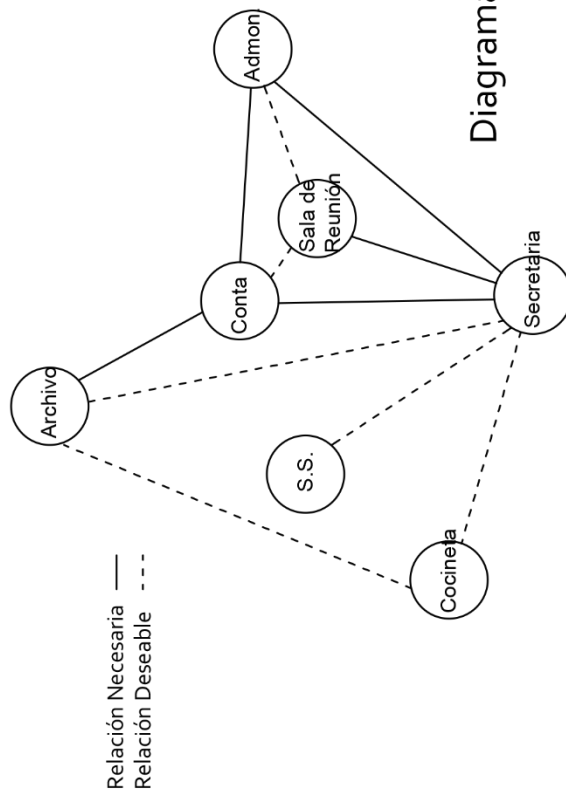 Relación Necesaria
Relación Deseable
Archivo
Conta
Admon.
Sala de
Reunión
S.S.
Cocineta
Secretaria
Diagrama